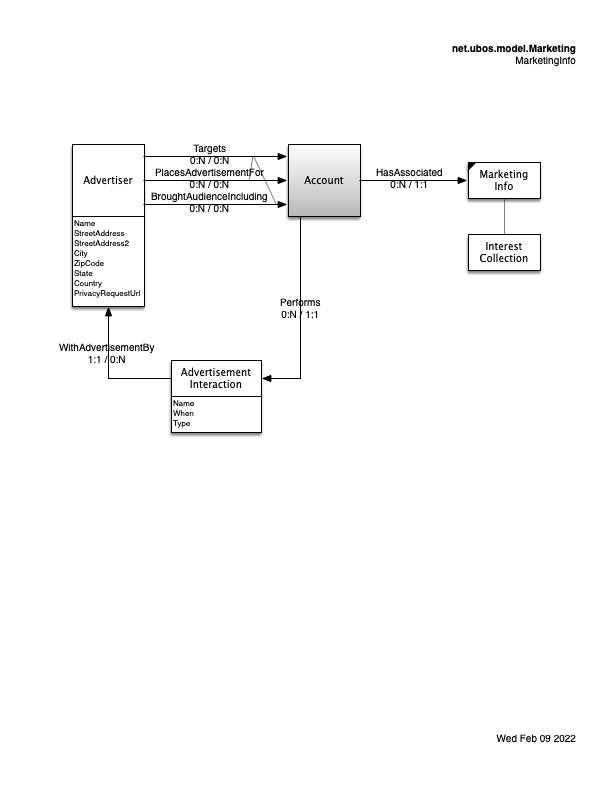 net.ubos.model.Marketing
MarketingInfo
Targets
0:N / 0:N
PlacesAdvertisementFor
0:N / 0:N
BroughtAudienceIncluding
0:N / 0:N
Advertiser
Name
StreetAddress
StreetAddress2
City
ZipCode
State
Country
PrivacyRequestUrl
Account
HasAssociated
0:N / 1:1
Marketing
Info
Interest
Collection
Performs
0:N / 1:1
WithAdvertisementBy
1:1 / 0:N
Advertisement
Interaction
Name
When
Type
Wed Feb 09 2022